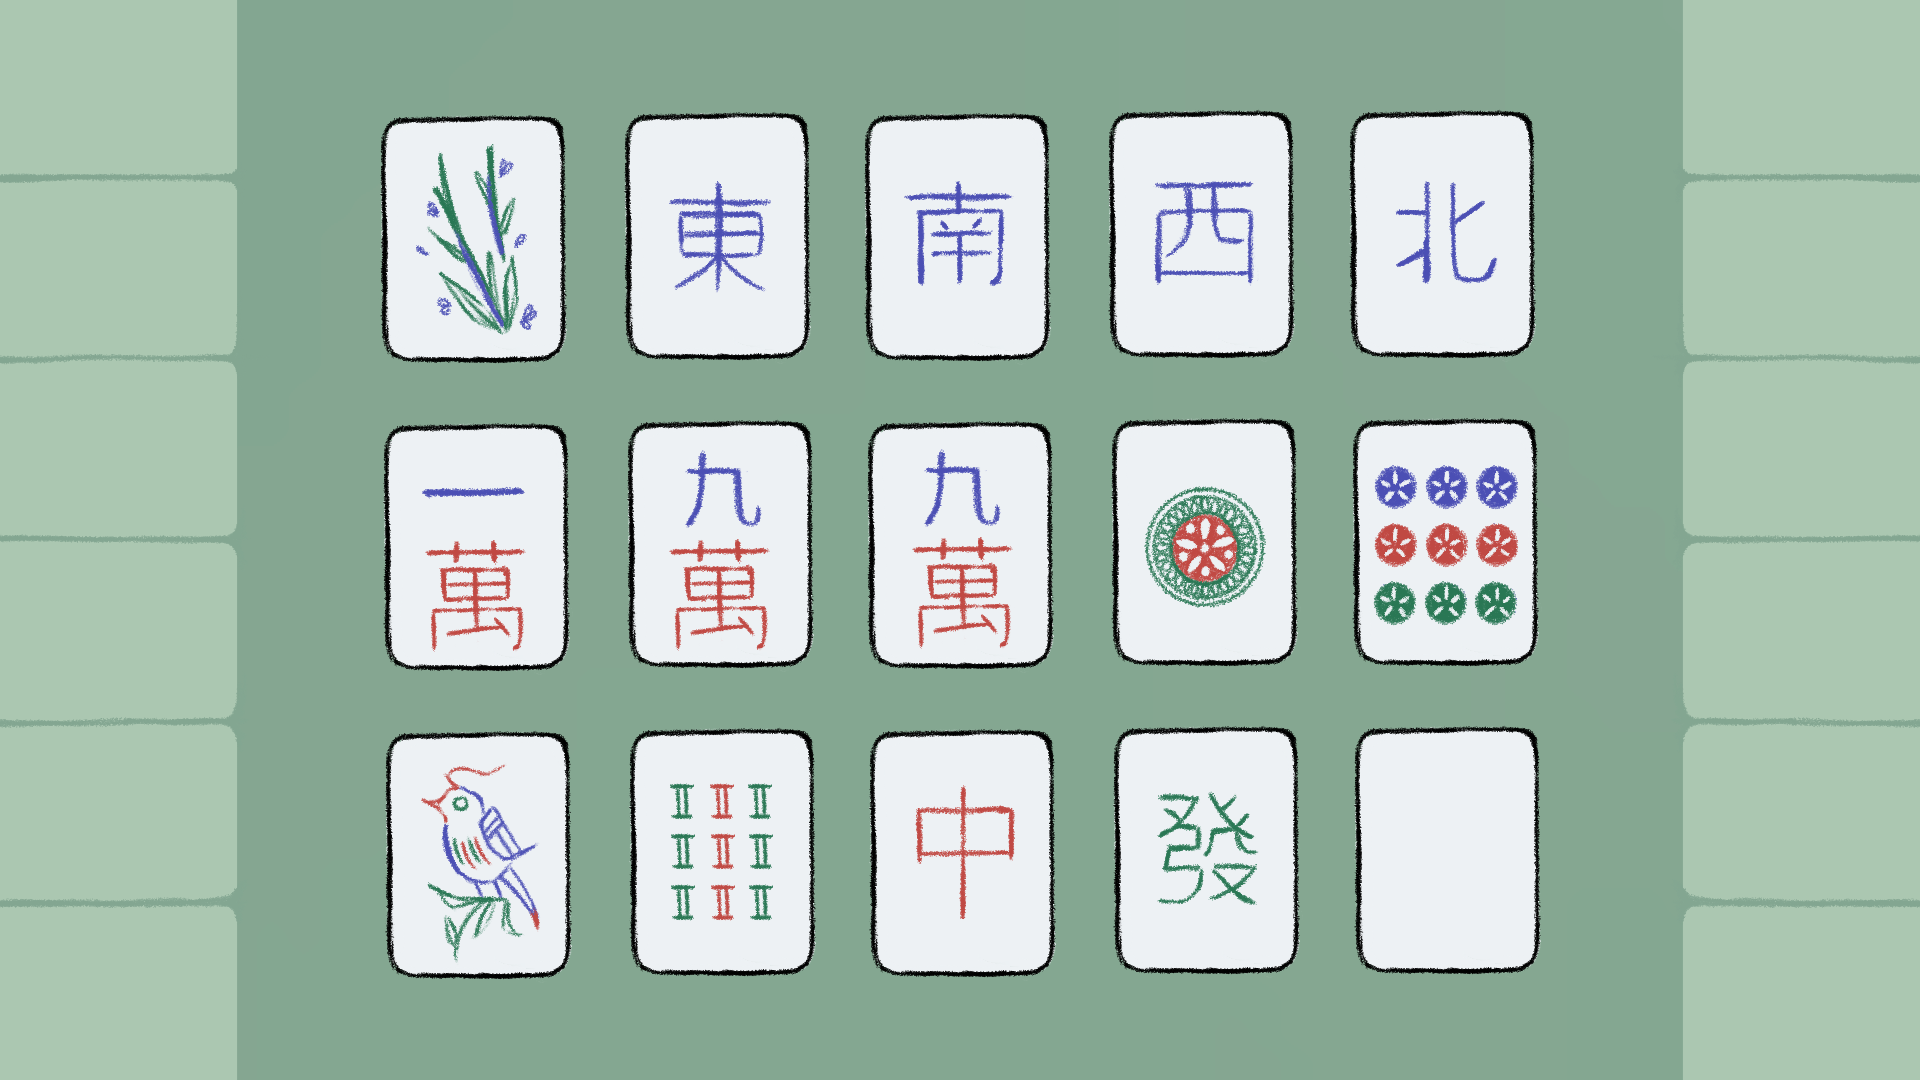 東 南 西 北
一 九 九
萬 萬 萬
中 發